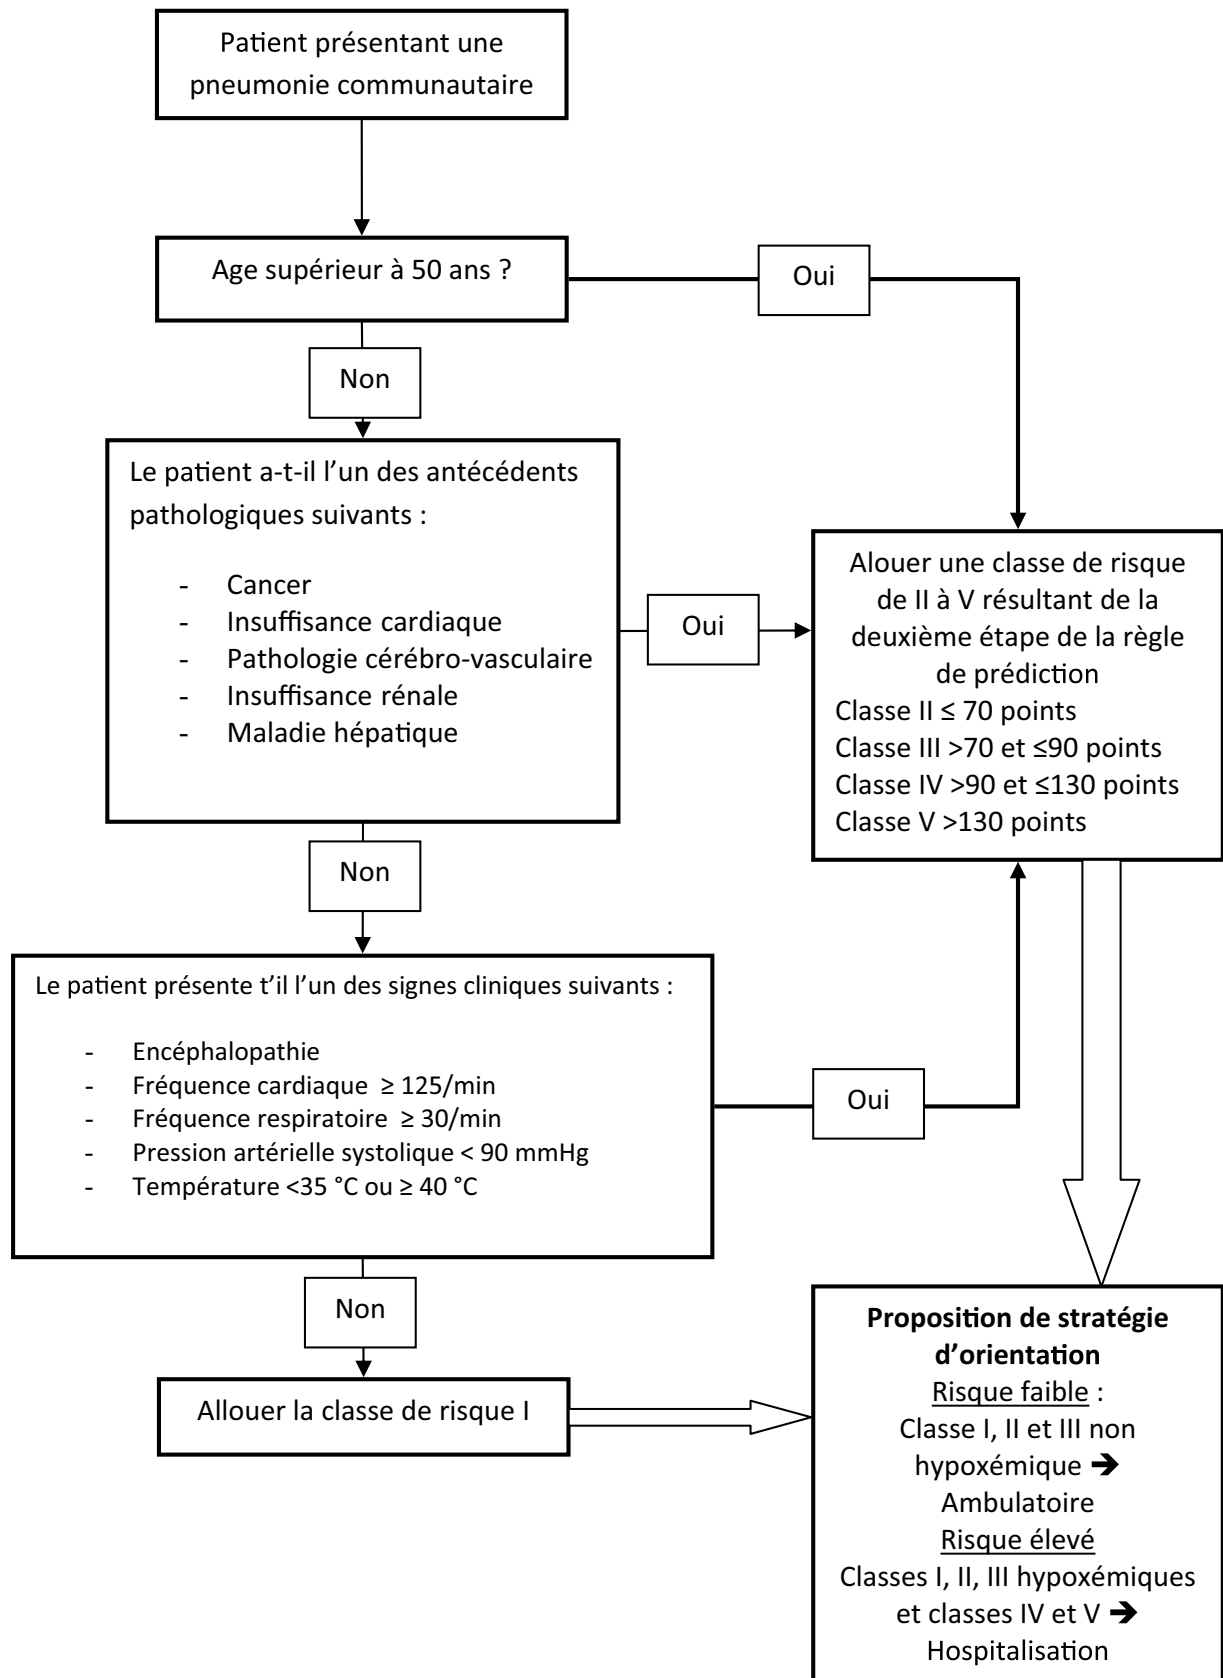 Patient présentant une
pneumonie communautaire
Age supérieur à 50 ans ?
Oui
Non
Le patient a-t-il l’un des antécédents
pathologiques suivants :
- Cancer
- Insuffisance cardiaque
- Pathologie cérébro-vasculaire
- Insuffisance rénale
- Maladie hépatique
Oui
Alouer une classe de risque
de II à V résultant de la
deuxième étape de la règle
de prédiction
Classe II ≤ 70 points
Classe III >70 et ≤90 points
Classe IV >90 et ≤130 points
Classe V >130 points
Non
Le patient présente t’il l’un des signes cliniques suivants :
- Encéphalopathie
- Fréquence cardiaque ≥ 125/min
- Fréquence respiratoire ≥ 30/min
- Pression artérielle systolique < 90 mmHg
- Température <35 °C ou ≥ 40 °C
Oui
Non
Allouer la classe de risque I
Proposition de stratégie
d’orientation
Risque faible :
Classe I, II et III non
hypoxémique ➔
Ambulatoire
Risque élevé
Classes I, II, III hypoxémiques
et classes IV et V ➔
Hospitalisation